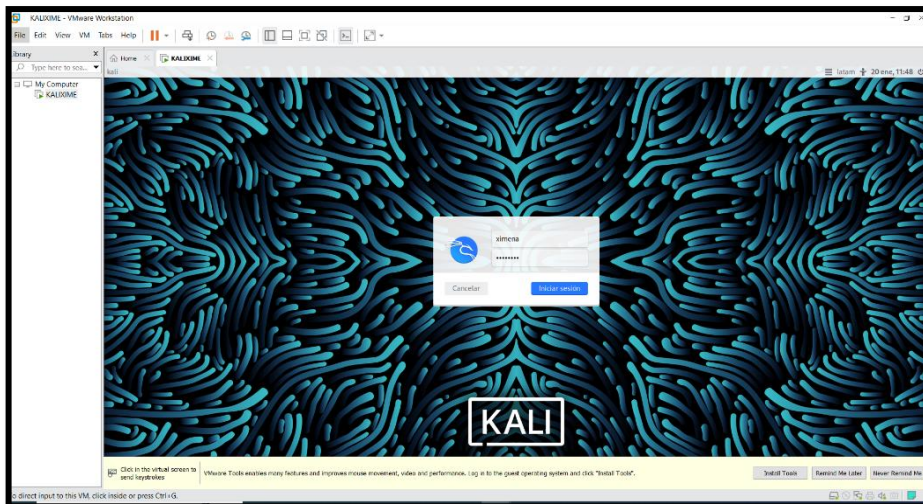 KALIXIME - VMware Workstation
File Edit View VM Tabs Help
Library X
Type here to sea...
My Computer
KALIXIME
Home
KALIXIME
kali
latam 20 ene, 11:48
ximena
••••••••
Cancelar
Iniciar sesión
KALI
Click in the virtual screen to
send keystrokes
VMware Tools enables many features and improves mouse movement, video and performance. Log in to the guest operating system and click "Install Tools".
Install Tools
Remind Me Later
Never Remind Me
o direct input to this VM, click inside or press Ctrl+G.